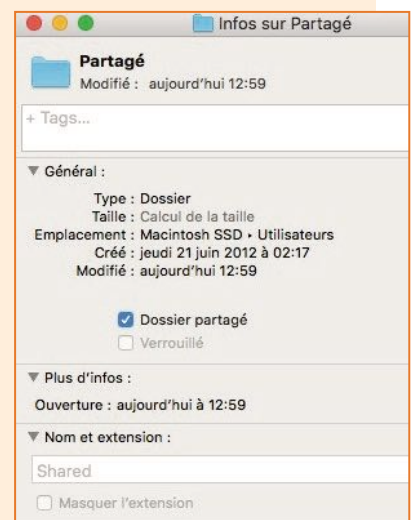 Infos sur Partagé
Partagé
Modifié : aujourd'hui 12:59
+ Tags...
Général :
Type : Dossier
Taille : Calcul de la taille
Emplacement : Macintosh SSD ▸ Utilisateurs
Créé : jeudi 21 juin 2012 à 02:17
Modifié : aujourd'hui 12:59
Dossier partagé
Verrouillé
Plus d'infos :
Ouverture : aujourd'hui à 12:59
Nom et extension :
Shared
Masquer l'extension